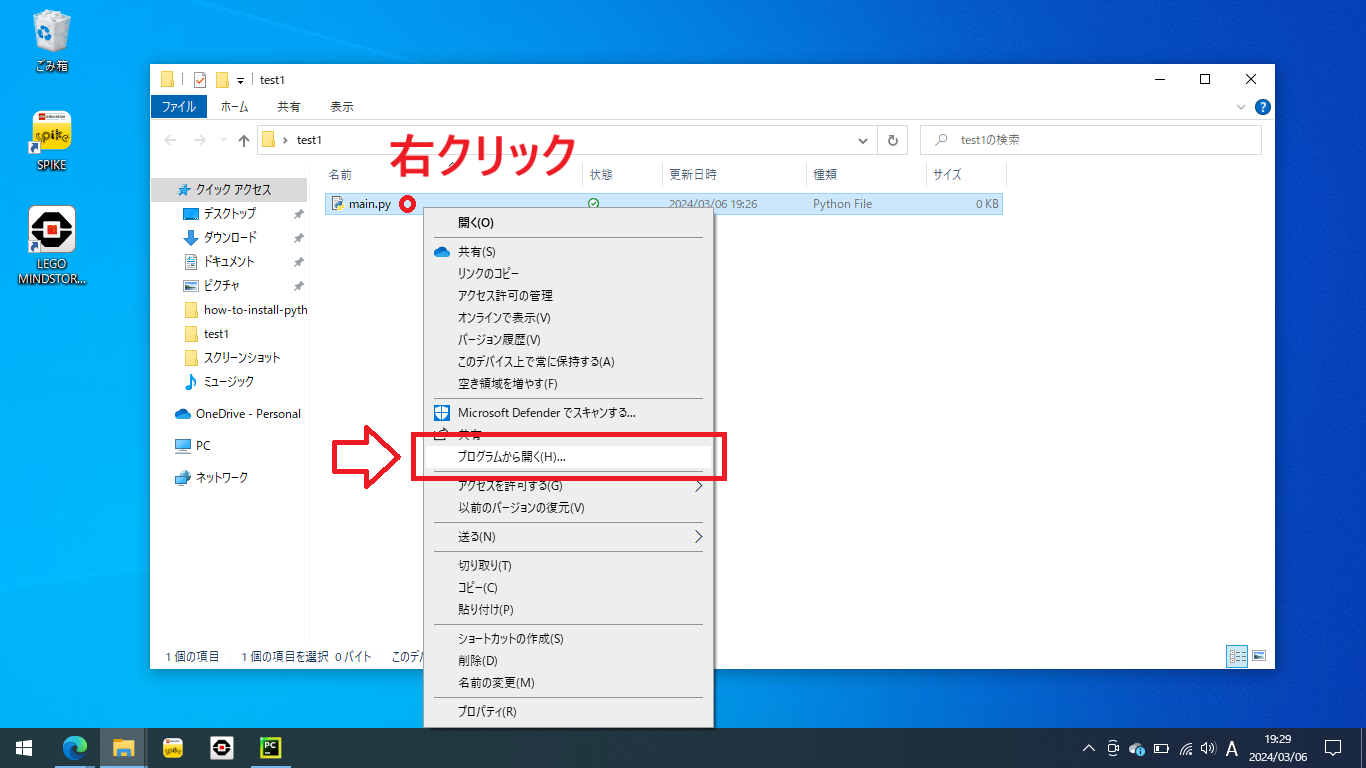 ごみ箱
SPIKE
LEGO
MINDSTOR...
test1
ファイル
ホーム
共有
表示
test1
test1の検索
右クリック
名前
状態
更新日時
種類
サイズ
main.py
2024/03/06 19:26
Python File
0 KB
クイック アクセス
デスクトップ
ダウンロード
ドキュメント
ピクチャ
how-to-install-pyth
test1
スクリーンショット
ミュージック
OneDrive - Personal
PC
ネットワーク
開く(O)
共有(S)
リンクのコピー
アクセス許可の管理
オンラインで表示(V)
バージョン履歴(V)
このデバイス上で常に保持する(A)
空き領域を増やす(F)
Microsoft Defender でスキャンする...
共有
プログラムから開く(H)...
アクセスを許可する(G)
以前のバージョンの復元(V)
送る(N)
切り取り(T)
コピー(C)
貼り付け(P)
ショートカットの作成(S)
削除(D)
名前の変更(M)
プロパティ(R)
1 個の項目
1 個の項目を選択 0 バイト
このデバ
A
19:29
2024/03/06